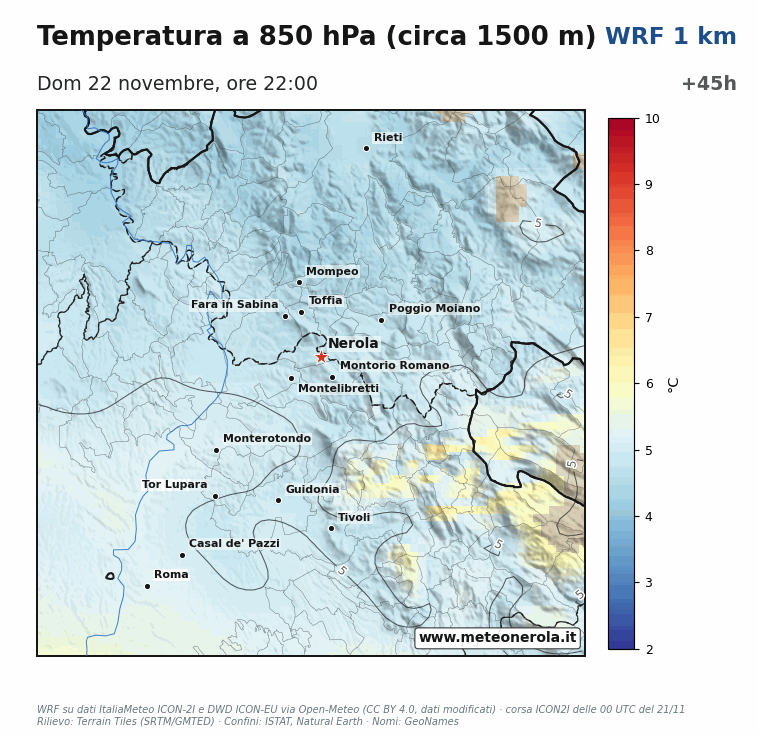 Temperatura a 850 hPa (circa 1500 m) WRF 1 km
Dom 22 novembre, ore 22:00 +45h
Rieti
5
Mompeo
Toffia
Fara in Sabina
Poggio Moiano
Nerola
Montorio Romano
Montelibretti
5
Monterotondo
5
Tor Lupara
Guidonia
Tivoli
Casal de' Pazzi
5
5
Roma
5
www.meteonerola.it
10
9
8
7
6
5
4
3
2
°C
WRF su dati ItaliaMeteo ICON-2I e DWD ICON-EU via Open-Meteo (CC BY 4.0, dati modificati) · corsa ICON2I delle 00 UTC del 21/11
Rilievo: Terrain Tiles (SRTM/GMTED) · Confini: ISTAT, Natural Earth · Nomi: GeoNames